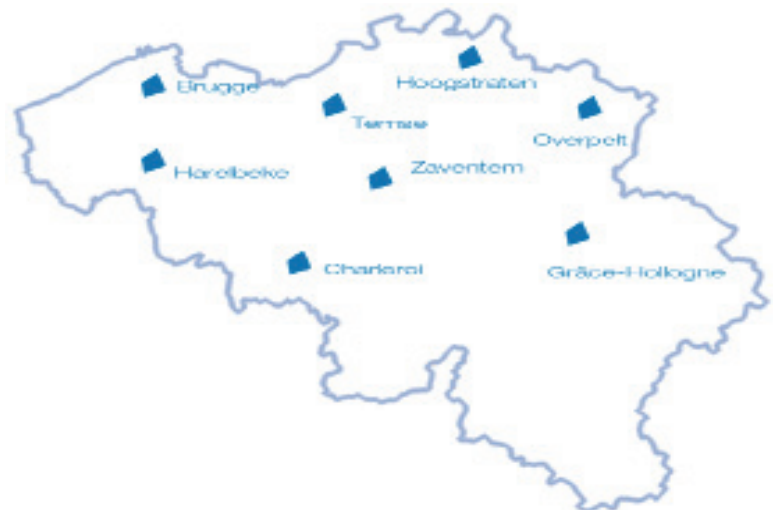 Brugge
Hoogstraten
Temse
Overpelt
Harelbeke
Zaventem
Charleroi
Grâce-Hollogne